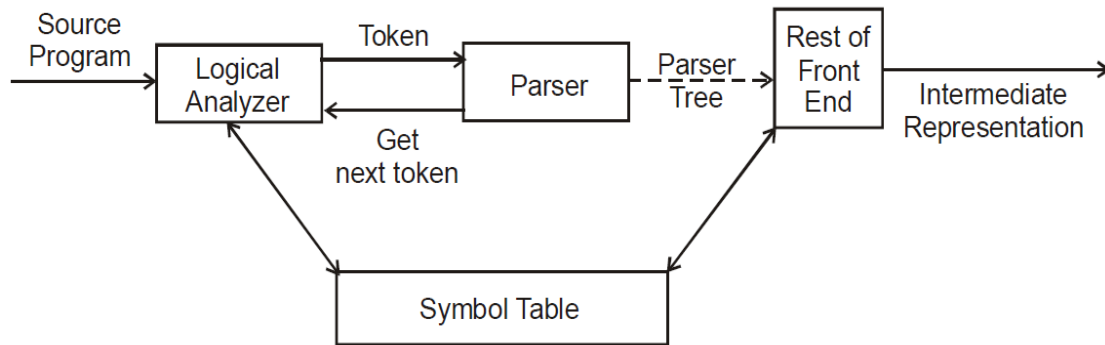 Source
Program
Logical
Analyzer
Token
Get
next token
Parser
Parser
Tree
Rest of
Front
End
Intermediate
Representation
Symbol Table